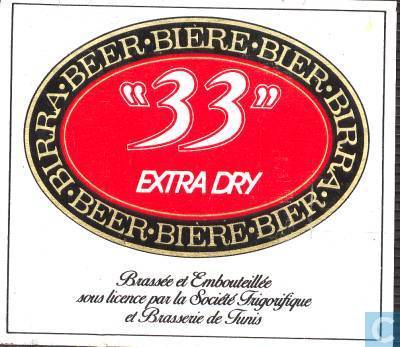 BIRRA·BEER·BIÈRE·BIER·BIRRA·
"33"
EXTRA DRY
BEER·BIÈRE·BIER·
Brassée et Embouteillée
sous licence par la Société Frigorifique
et Brasserie de Tunis
C